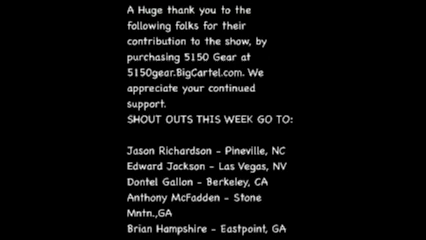 A Huge thank you to the
following folks for their
contribution to the show, by
purchasing 5150 Gear at
5150gear.BigCartel.com. We
appreciate your continued
support.
SHOUT OUTS THIS WEEK GO TO:
Jason Richardson - Pineville, NC
Edward Jackson - Las Vegas, NV
Dontel Gallon - Berkeley, CA
Anthony McFadden - Stone
Mntn.,GA
Brian Hampshire - Eastpoint, GA